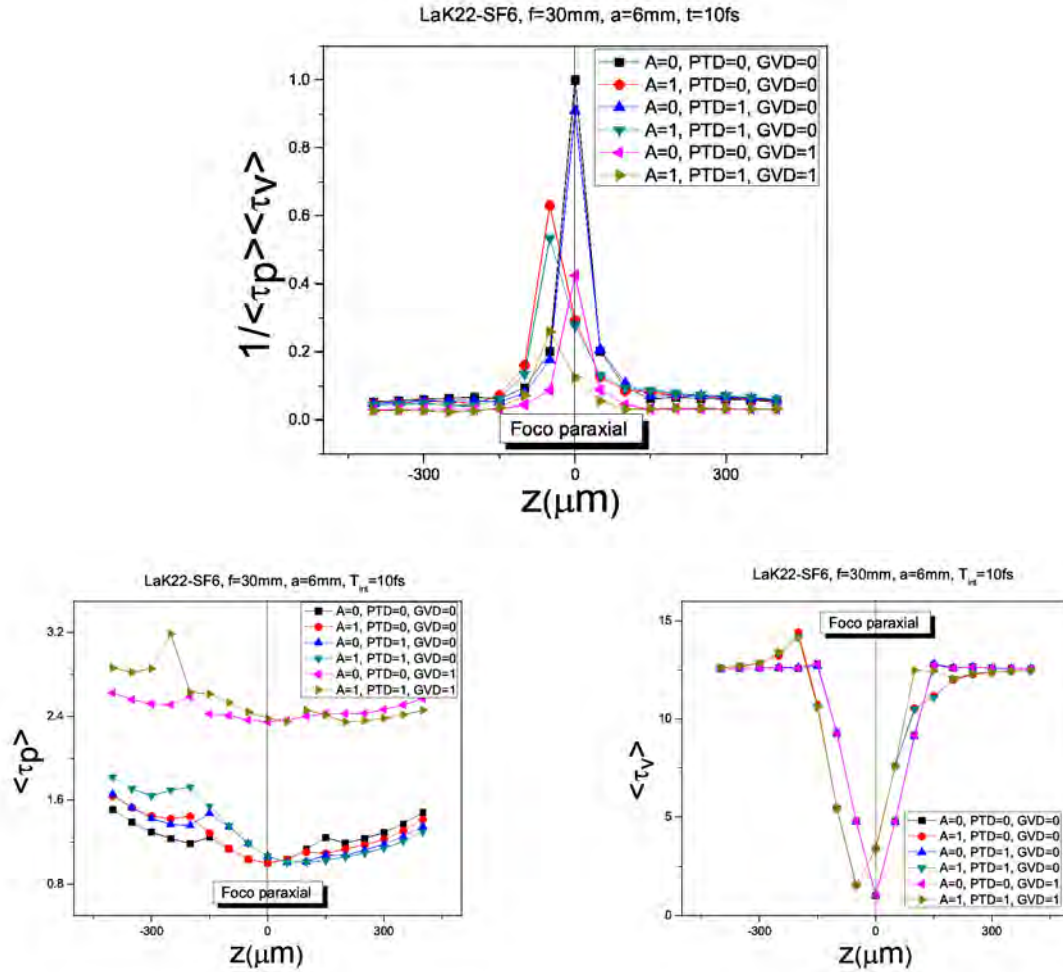 LaK22-SF6, f=30mm, a=6mm, t=10fs
A=0, PTD=0, GVD=0
A=1, PTD=0, GVD=0
A=0, PTD=1, GVD=0
A=1, PTD=1, GVD=0
A=0, PTD=0, GVD=1
A=1, PTD=1, GVD=1
1.0
0.8
0.6
0.4
0.2
0.0
1/<τp><τv>
Foco paraxial
-300 0 300
z(μm)
LaK22-SF6, f=30mm, a=6mm, T_int=10fs
A=0, PTD=0, GVD=0
A=1, PTD=0, GVD=0
A=0, PTD=1, GVD=0
A=1, PTD=1, GVD=0
A=0, PTD=0, GVD=1
A=1, PTD=1, GVD=1
3.2
2.4
1.6
0.8
<τp>
Foco paraxial
-300 0 300
z(μm)
LaK22-SF6, f=30mm, a=6mm, T_int=10fs
Foco paraxial
15
10
5
0
<τv>
A=0, PTD=0, GVD=0
A=1, PTD=0, GVD=0
A=0, PTD=1, GVD=0
A=1, PTD=1, GVD=0
A=0, PTD=0, GVD=1
A=1, PTD=1, GVD=1
-300 0 300
z(μm)